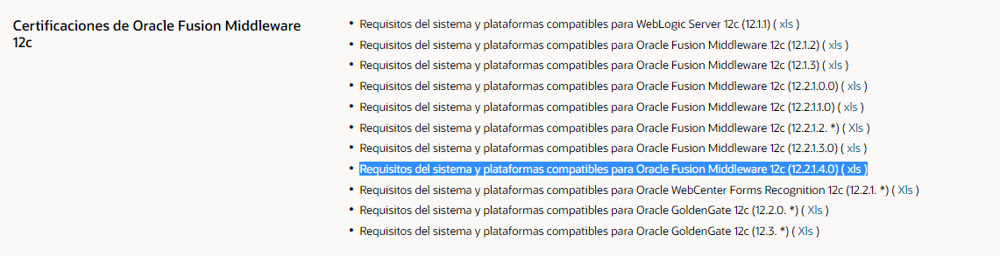 Certificaciones de Oracle Fusion Middleware
12c
• Requisitos del sistema y plataformas compatibles para WebLogic Server 12c (12.1.1) ( xls )
• Requisitos del sistema y plataformas compatibles para Oracle Fusion Middleware 12c (12.1.2) ( xls )
• Requisitos del sistema y plataformas compatibles para Oracle Fusion Middleware 12c (12.1.3) ( xls )
• Requisitos del sistema y plataformas compatibles para Oracle Fusion Middleware 12c (12.2.1.0.0) ( xls )
• Requisitos del sistema y plataformas compatibles para Oracle Fusion Middleware 12c (12.2.1.1.0) ( xls )
• Requisitos del sistema y plataformas compatibles para Oracle Fusion Middleware 12c (12.2.1.2. *) ( Xls )
• Requisitos del sistema y plataformas compatibles para Oracle Fusion Middleware 12c (12.2.1.3.0) ( xls )
• Requisitos del sistema y plataformas compatibles para Oracle Fusion Middleware 12c (12.2.1.4.0) ( xls )
• Requisitos del sistema y plataformas compatibles para Oracle WebCenter Forms Recognition 12c (12.2.1. *) ( Xls )
• Requisitos del sistema y plataformas compatibles para Oracle GoldenGate 12c (12.2.0. *) ( Xls )
• Requisitos del sistema y plataformas compatibles para Oracle GoldenGate 12c (12.3. *) ( Xls )